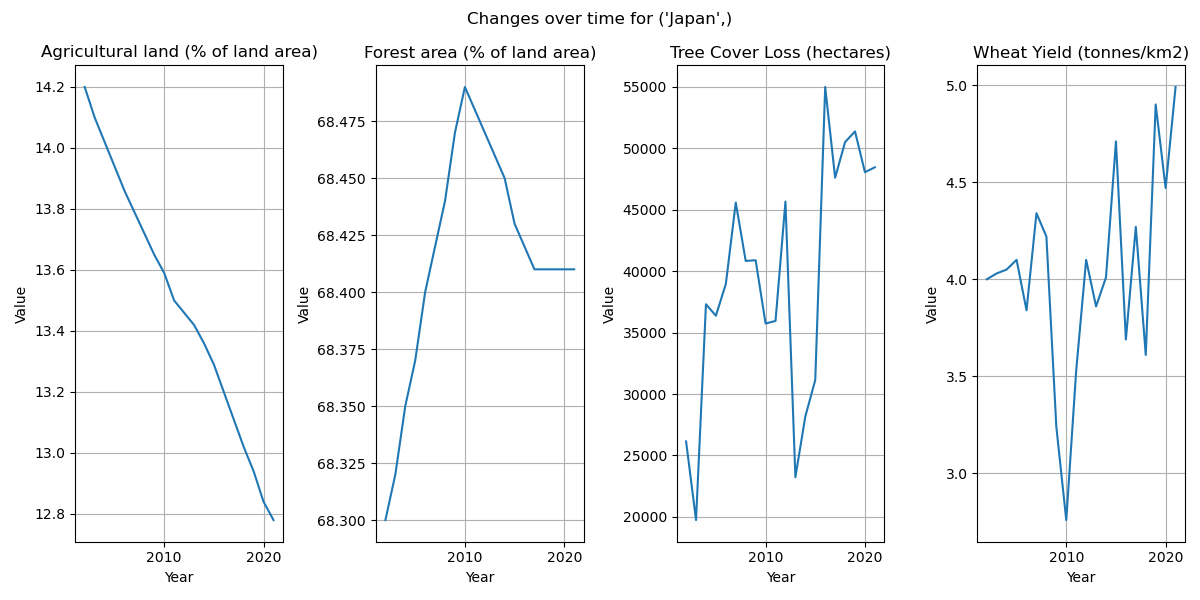 Changes over time for ('Japan',)
Agricultural land (% of land area)
14.2
14.0
13.8
13.6
13.4
13.2
13.0
12.8
Value
2010 2020
Year
Forest area (% of land area)
68.475
68.450
68.425
68.400
68.375
68.350
68.325
68.300
Value
2010 2020
Year
Tree Cover Loss (hectares)
55000
50000
45000
40000
35000
30000
25000
20000
Value
2010 2020
Year
Wheat Yield (tonnes/km2)
5.0
4.5
4.0
3.5
3.0
Value
2010 2020
Year